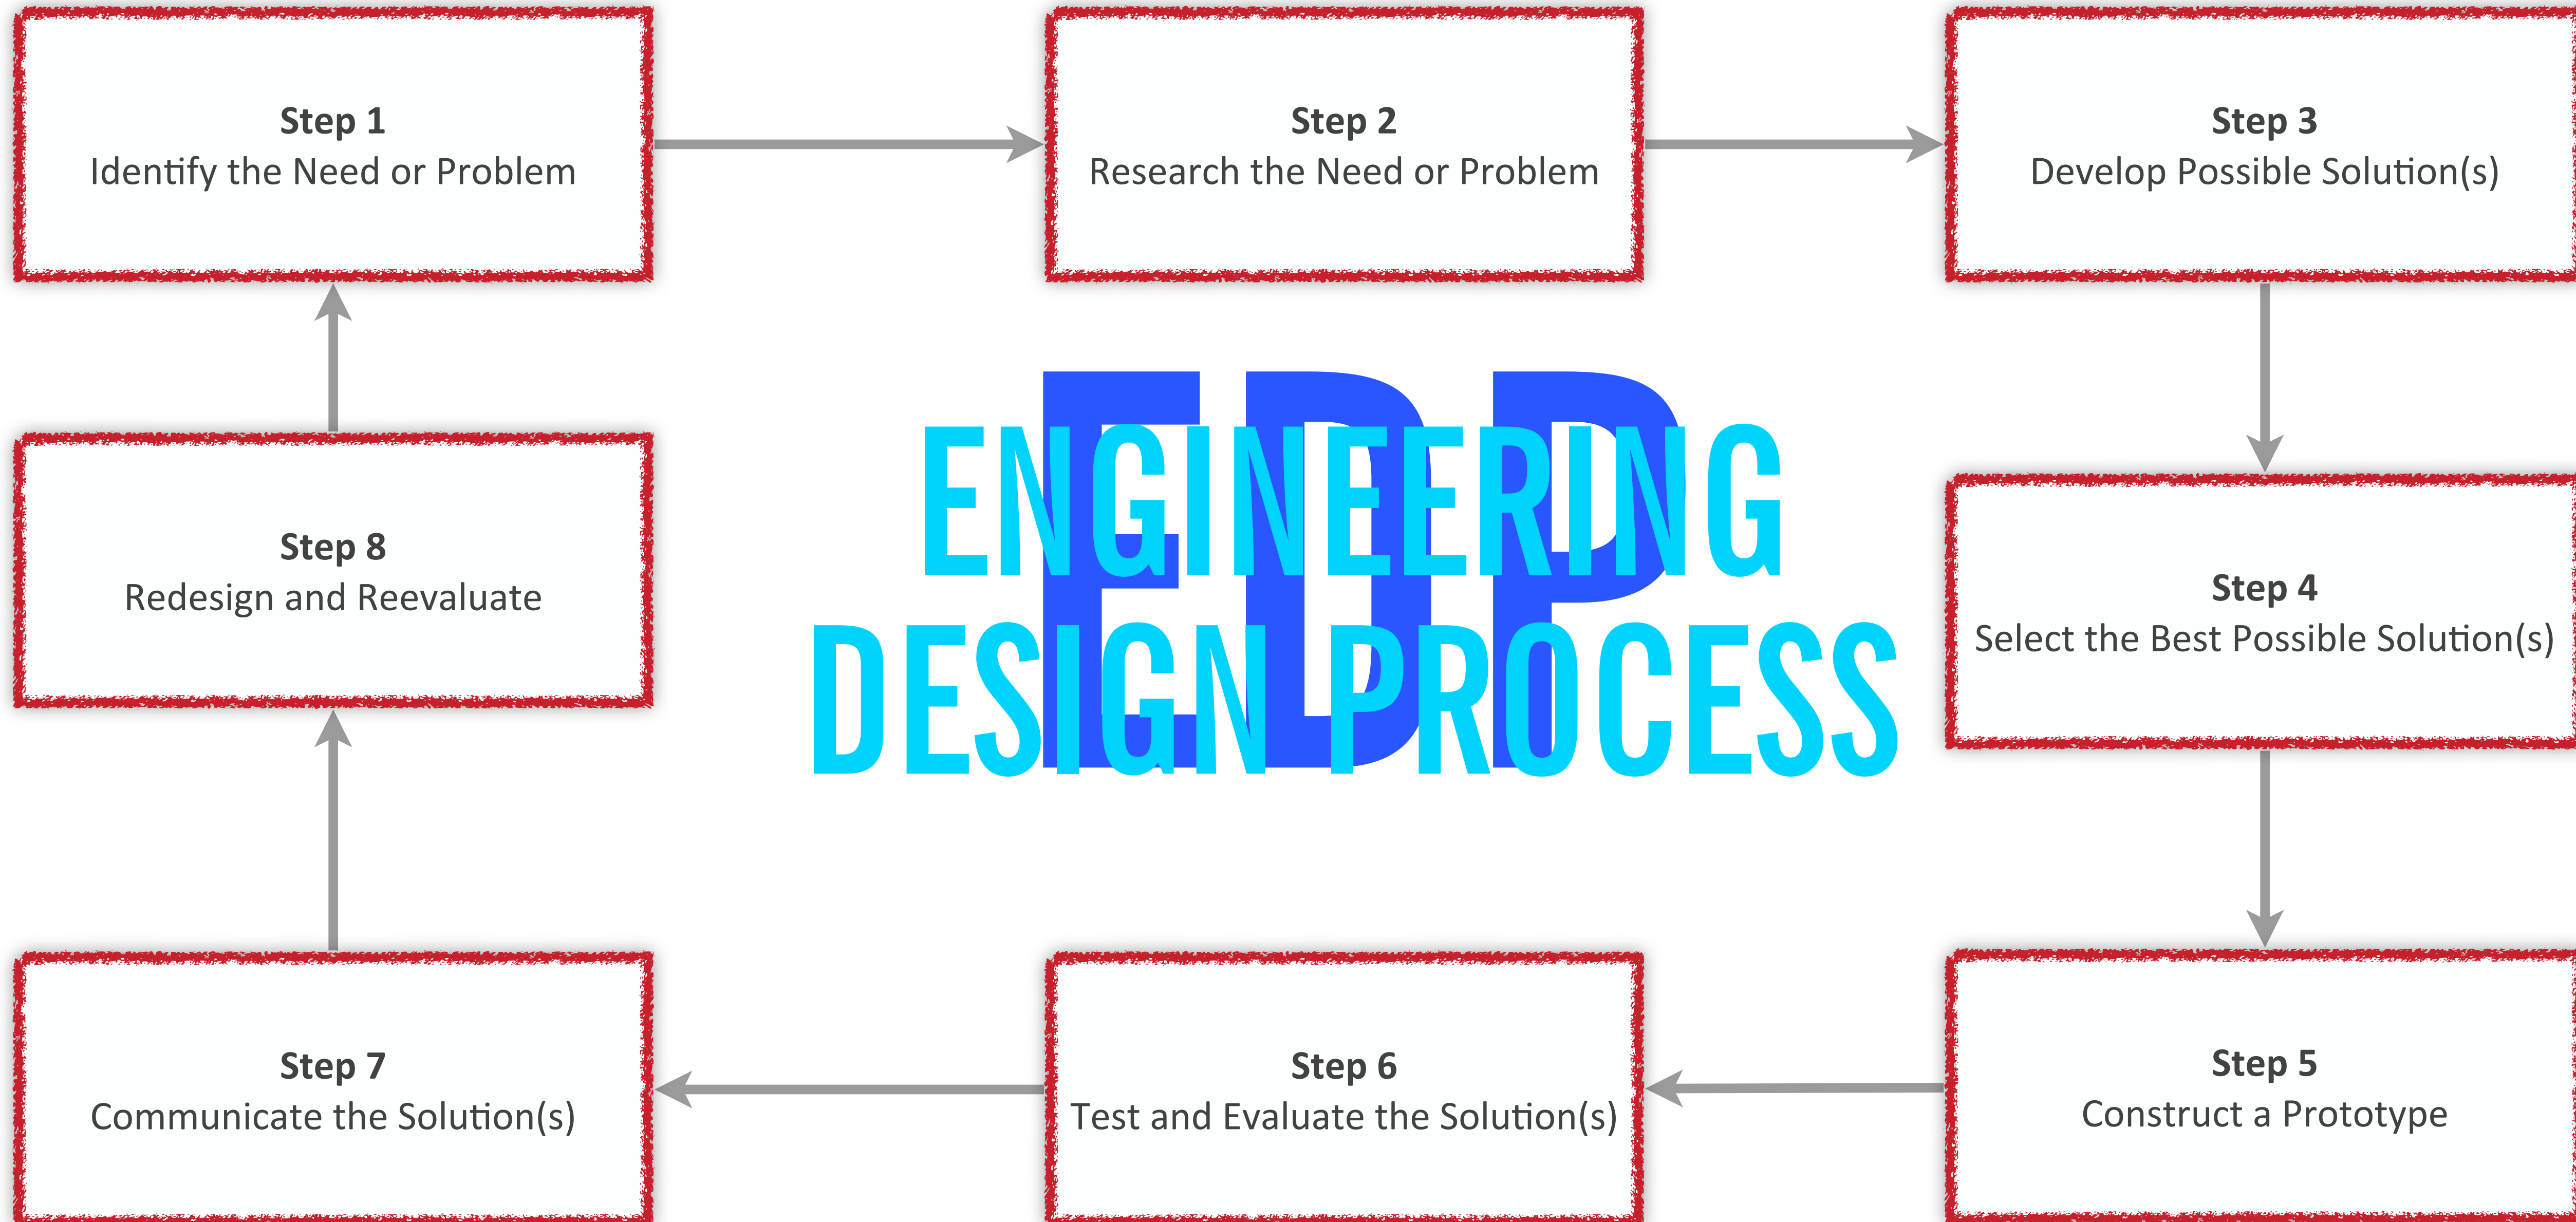 Step 1
Identify the Need or Problem
Step 2
Research the Need or Problem
Step 3
Develop Possible Solution(s)
Step 4
Select the Best Possible Solution(s)
Step 5
Construct a Prototype
Step 6
Test and Evaluate the Solution(s)
Step 7
Communicate the Solution(s)
Step 8
Redesign and Reevaluate
EDP
ENGINEERING
DESIGN PROCESS